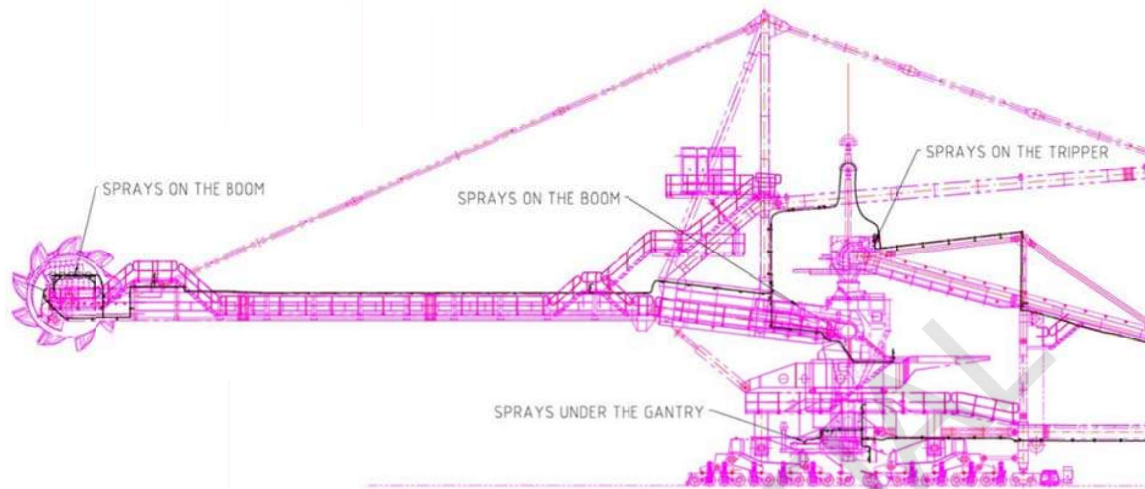 SPRAYS ON THE TRIPPER
SPRAYS ON THE BOOM
SPRAYS ON THE BOOM
SPRAYS UNDER THE GANTRY